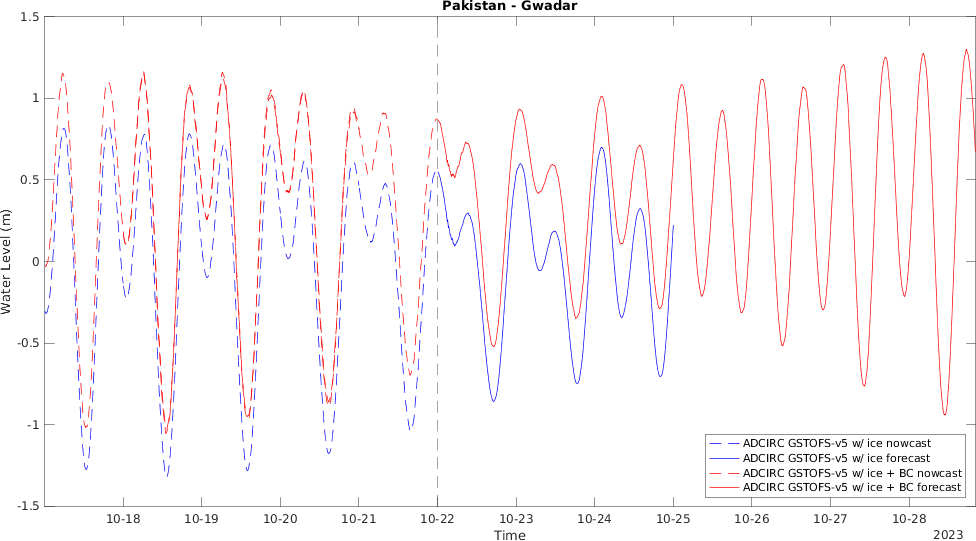 Pakistan - Gwadar
1.5
1
0.5
0
-0.5
-1
-1.5
Water Level (m)
10-18
10-19
10-20
10-21
10-22
10-23
10-24
10-25
10-26
10-27
10-28
Time
2023
ADCIRC GSTOFS-v5 w/ ice nowcast
ADCIRC GSTOFS-v5 w/ ice forecast
ADCIRC GSTOFS-v5 w/ ice + BC nowcast
ADCIRC GSTOFS-v5 w/ ice + BC forecast